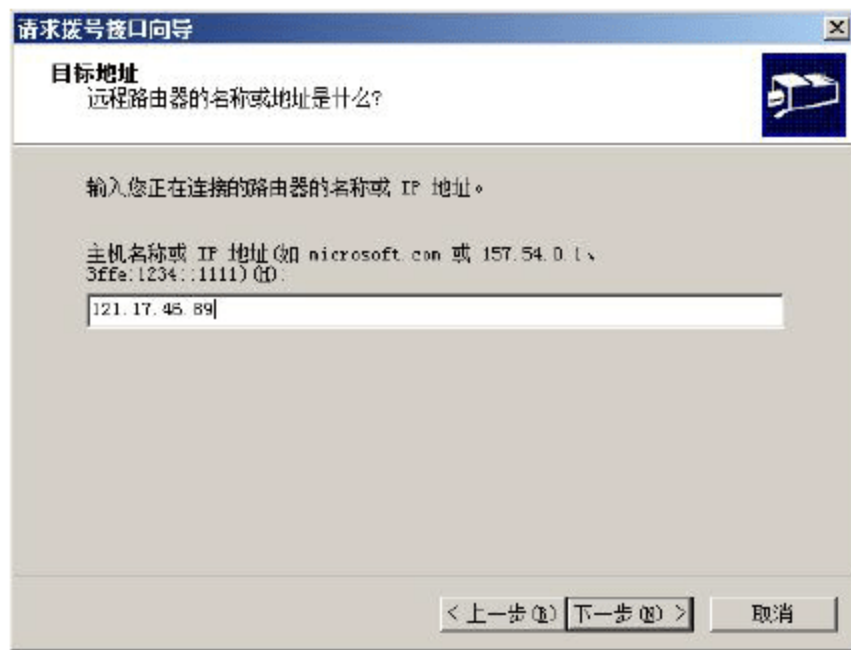 请求拨号接口向导
目标地址
远程路由器的名称或地址是什么?
输入您正在连接的路由器的名称或 IP 地址。
主机名称或 IP 地址(如 microsoft.com 或 157.54.0.1、
3ffe:1234::1111)(H):
121.17.45.89
<上一步(B) 下一步(N) > 取消